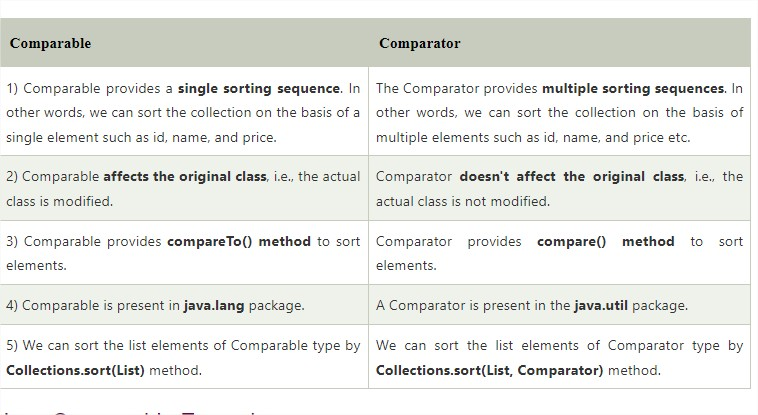 Comparable
Comparator
1) Comparable provides a single sorting sequence. In
other words, we can sort the collection on the basis of a
single element such as id, name, and price.
The Comparator provides multiple sorting sequences. In
other words, we can sort the collection on the basis of
multiple elements such as id, name, and price etc.
2) Comparable affects the original class, i.e., the actual
class is modified.
Comparator doesn't affect the original class, i.e., the
actual class is not modified.
3) Comparable provides compareTo() method to sort
elements.
Comparator provides compare() method to sort
elements.
4) Comparable is present in java.lang package.
A Comparator is present in the java.util package.
5) We can sort the list elements of Comparable type by
Collections.sort(List) method.
We can sort the list elements of Comparator type by
Collections.sort(List, Comparator) method.